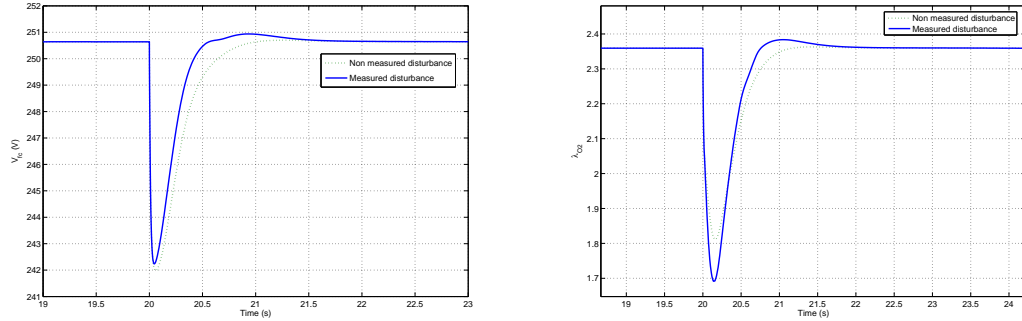 252
251
250
249
248
247
246
245
244
243
242
241
V_fc (V)
19 19.5 20 20.5 21 21.5 22 22.5 23
Time (s)
Non measured disturbance
Measured disturbance
2.4
2.3
2.2
2.1
2
1.9
1.8
1.7
λ_O2
19 19.5 20 20.5 21 21.5 22 22.5 23 23.5 24
Time (s)
Non measured disturbance
Measured disturbance